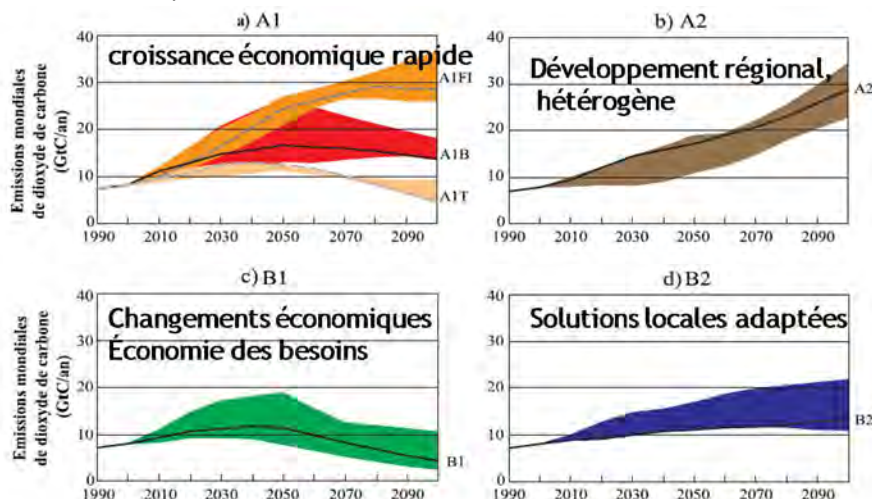 a) A1
croissance économique rapide
Emissions mondiales
de dioxyde de carbone
(GtC/an)
40
30
20
10
0
A1FI
A1B
A1T
1990 2010 2030 2050 2070 2090
b) A2
Développement régional,
hétérogène
40
30
20
10
0
A2
1990 2010 2030 2050 2070 2090
c) B1
Changements économiques
Économie des besoins
Emissions mondiales
de dioxyde de carbone
(GtC/an)
40
30
20
10
0
B1
1990 2010 2030 2050 2070 2090
d) B2
Solutions locales adaptées
40
30
20
10
0
B2
1990 2010 2030 2050 2070 2090